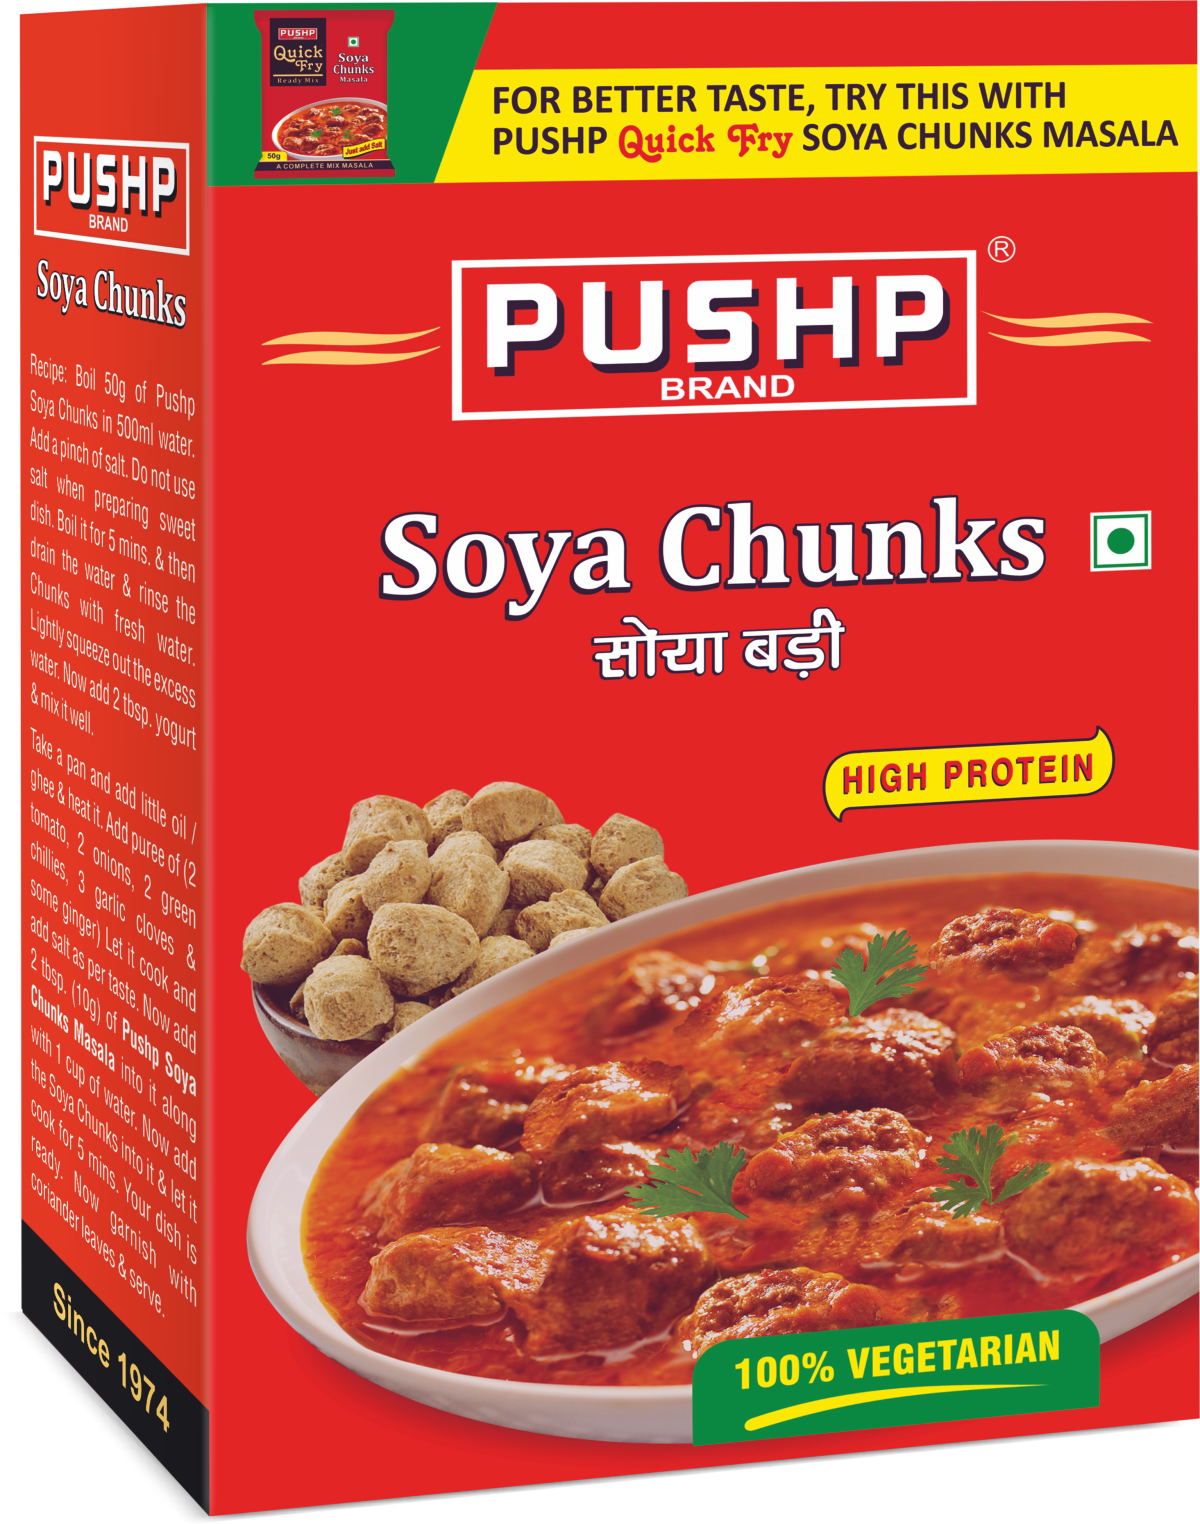 PUSHP
Quick
Fry
Ready Mix
Soya
Chunks
Masala
Just add Salt
50g
A COMPLETE MIX MASALA
FOR BETTER TASTE, TRY THIS WITH
PUSHP Quick Fry SOYA CHUNKS MASALA
PUSHP
BRAND
®
Soya Chunks
सोया बड़ी
HIGH PROTEIN
100% VEGETARIAN
PUSHP
BRAND
Soya Chunks
Recipe: Boil 50g of Pushp
Soya Chunks in 500ml water.
Add a pinch of salt. Do not use
salt when preparing sweet
dish. Boil it for 5 mins. & then
drain the water & rinse the
Chunks with fresh water.
Lightly squeeze out the excess
water. Now add 2 tbsp. yogurt
& mix it well.
Take a pan and add little oil /
ghee & heat it. Add puree of (2
tomato, 2 onions, 2 green
chillies, 3 garlic cloves &
some ginger) Let it cook and
add salt as per taste. Now add
2 tbsp. (10g) of Pushp Soya
Chunks Masala into it along
with 1 cup of water. Now add
the Soya Chunks into it & let it
cook for 5 mins. Your dish is
ready. Now garnish with
coriander leaves & serve.
Since 1974